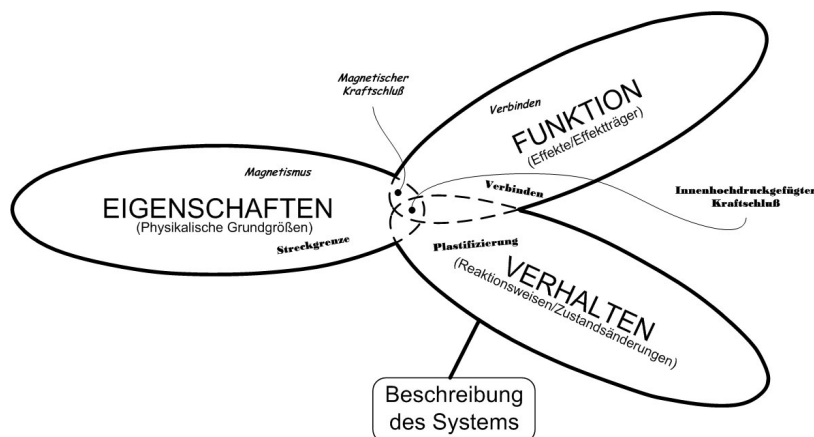 Magnetischer
Kraftschluß
Verbinden
FUNKTION
(Effekte/Effektträger)
Magnetismus
EIGENSCHAFTEN
(Physikalische Grundgrößen)
Streckgrenze
Verbinden
Innenhochdruckgefügter
Kraftschluß
Plastifizierung
VERHALTEN
(Reaktionsweisen/Zustandsänderungen)
Beschreibung
des Systems